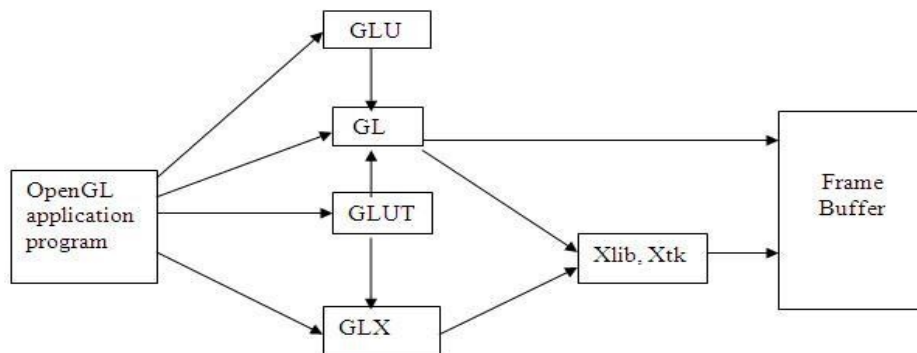 GLU
GL
OpenGL
application
program
GLUT
GLX
Xlib, Xtk
Frame
Buffer